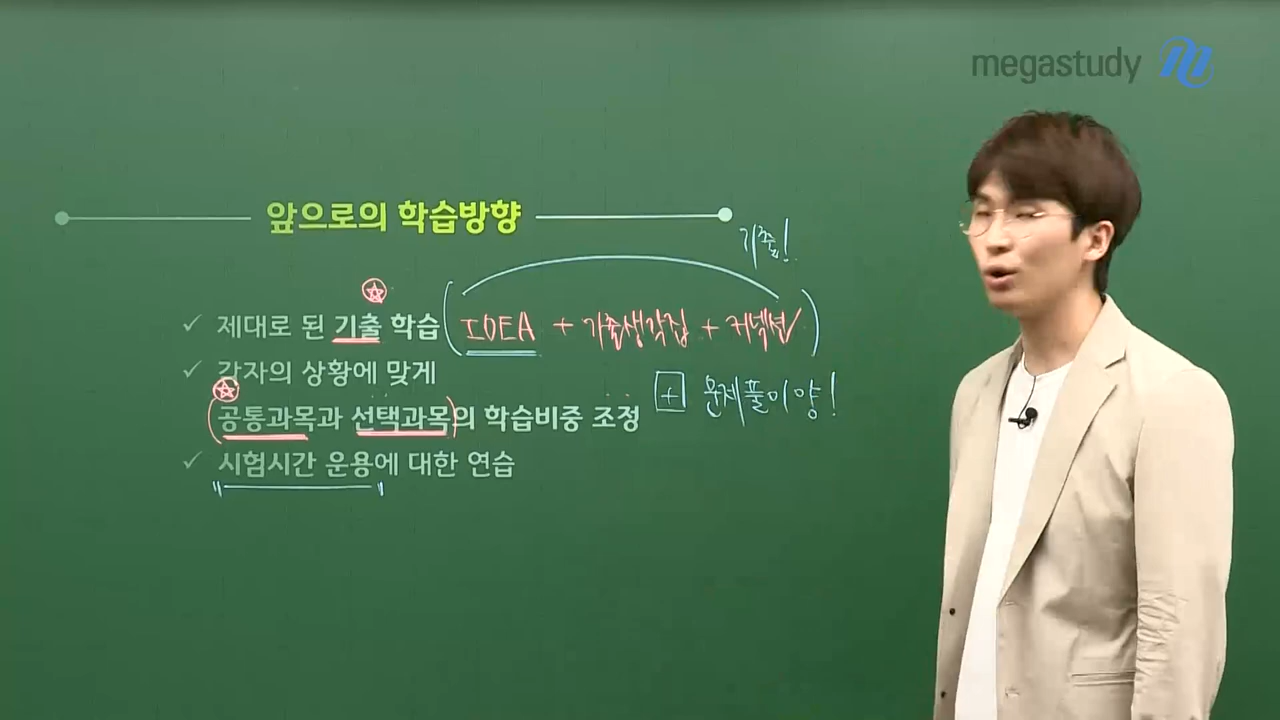 megastudy
앞으로의 학습방향
기출!
제대로 된 기출 학습 (IDEA + 기출생각집 + 커넥션)
각자의 상황에 맞게
+ 문제풀이 양!
(공통과목과 선택과목)의 학습비중 조정
시험시간 운용에 대한 연습